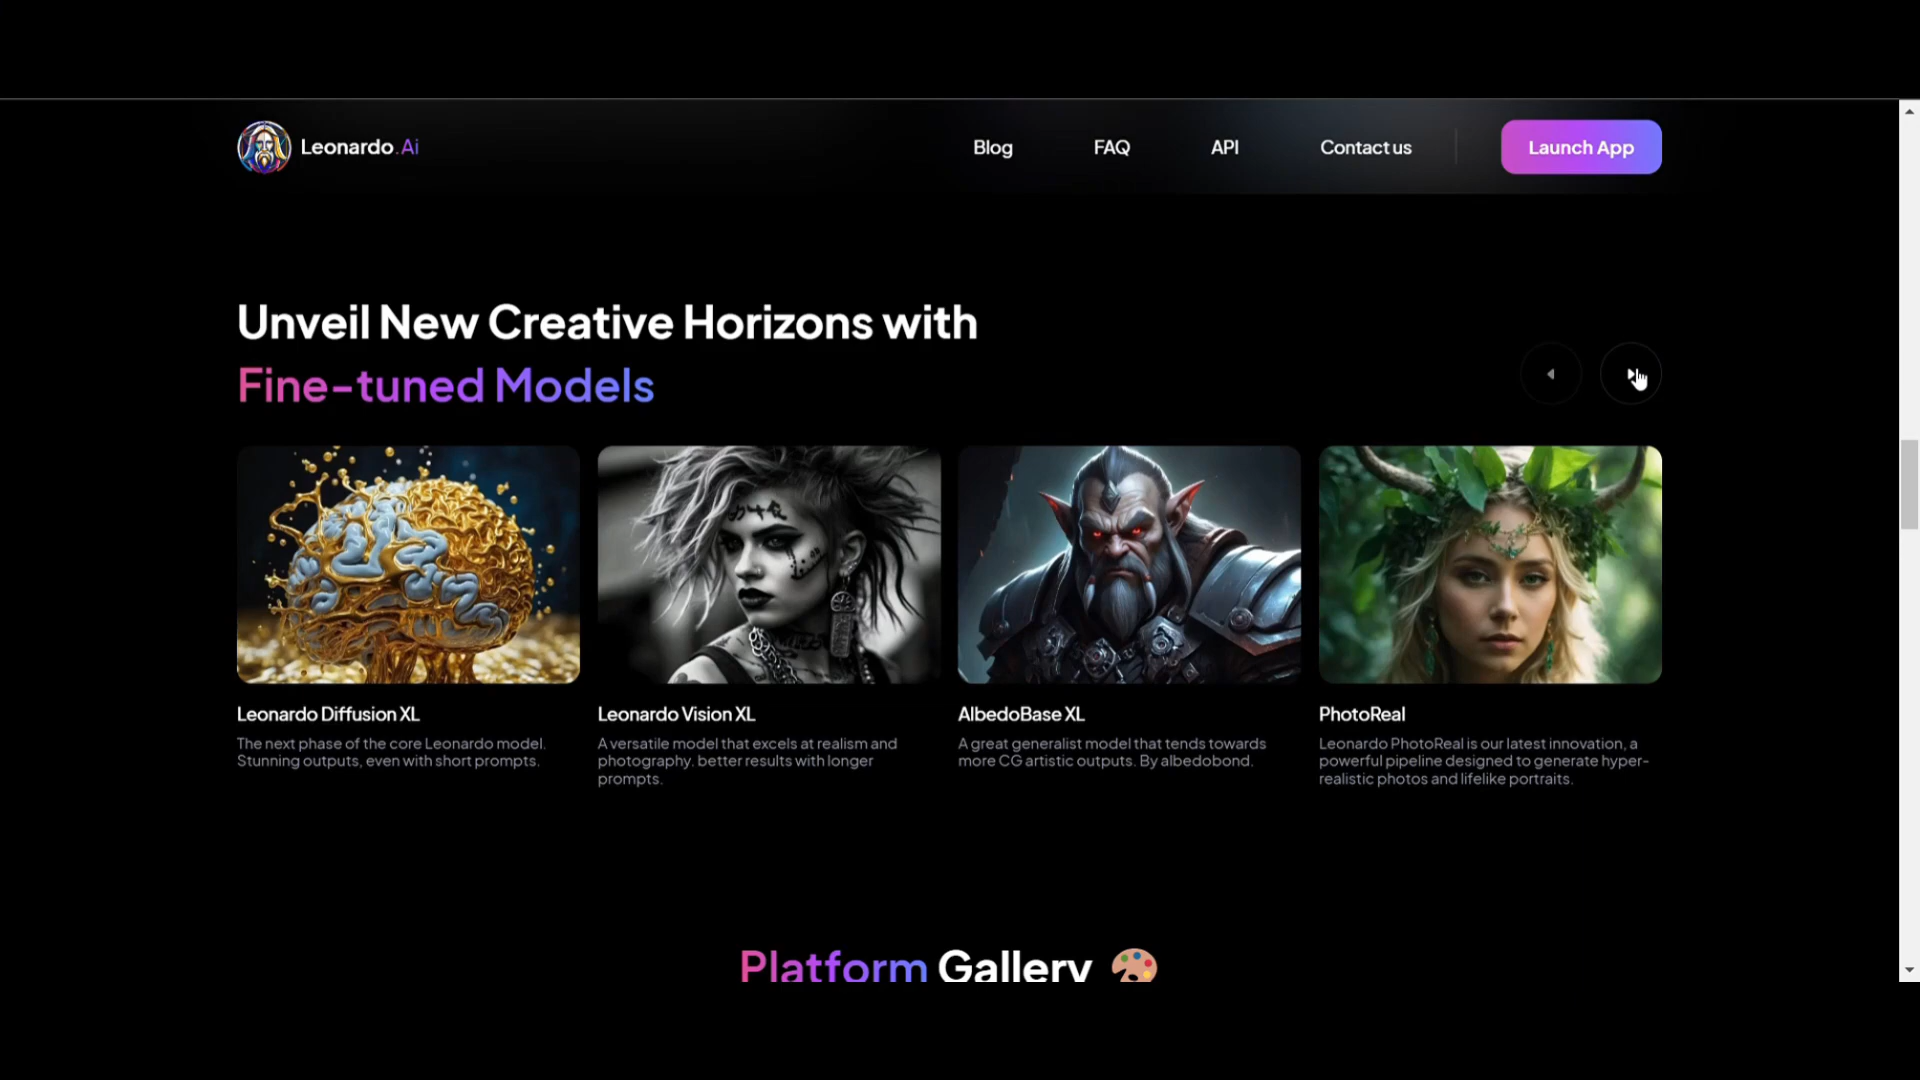 Leonardo.Ai
Blog
FAQ
API
Contact us
Launch App
Unveil New Creative Horizons with
Fine-tuned Models
Leonardo Diffusion XL
The next phase of the core Leonardo model.
Stunning outputs, even with short prompts.
Leonardo Vision XL
A versatile model that excels at realism and
photography. better results with longer
prompts.
AlbedoBase XL
A great generalist model that tends towards
more CG artistic outputs. By albedobond.
PhotoReal
Leonardo PhotoReal is our latest innovation, a
powerful pipeline designed to generate hyper-
realistic photos and lifelike portraits.
Platform Gallery